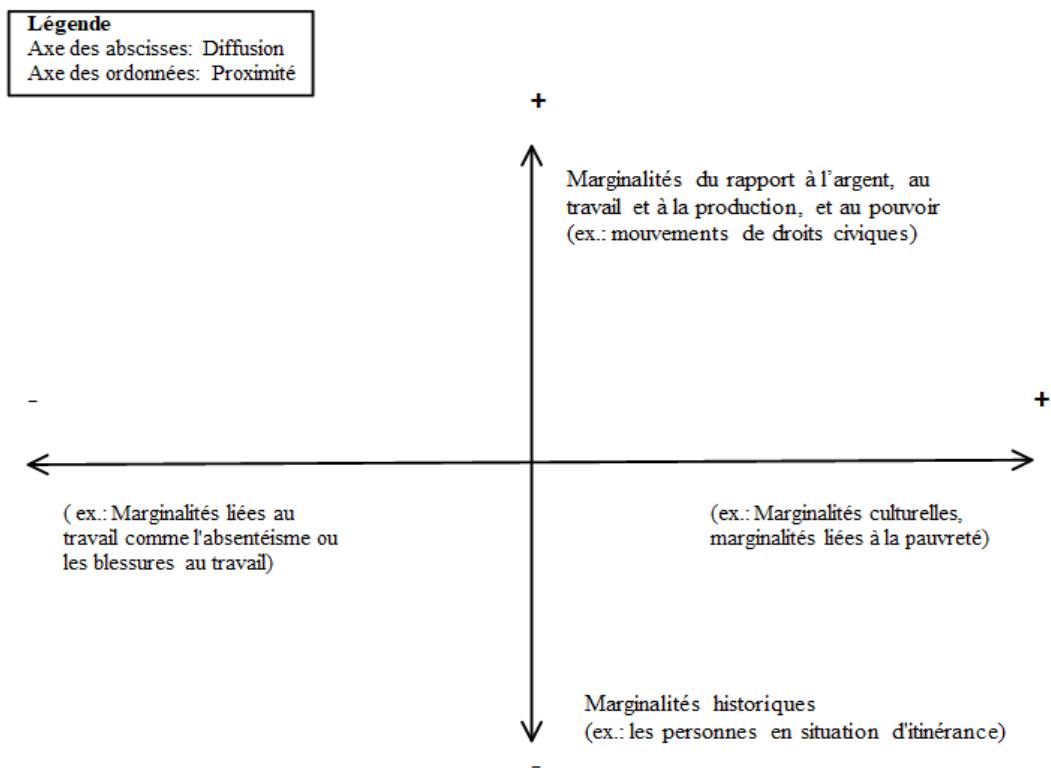 Légende
Axe des abscisses: Diffusion
Axe des ordonnées: Proximité
+
Marginalités du rapport à l'argent, au
travail et à la production, et au pouvoir
(ex.: mouvements de droits civiques)
-
+
( ex.: Marginalités liées au
travail comme l'absentéisme ou
les blessures au travail)
(ex.: Marginalités culturelles,
marginalités liées à la pauvreté)
Marginalités historiques
(ex.: les personnes en situation d'itinérance)
-